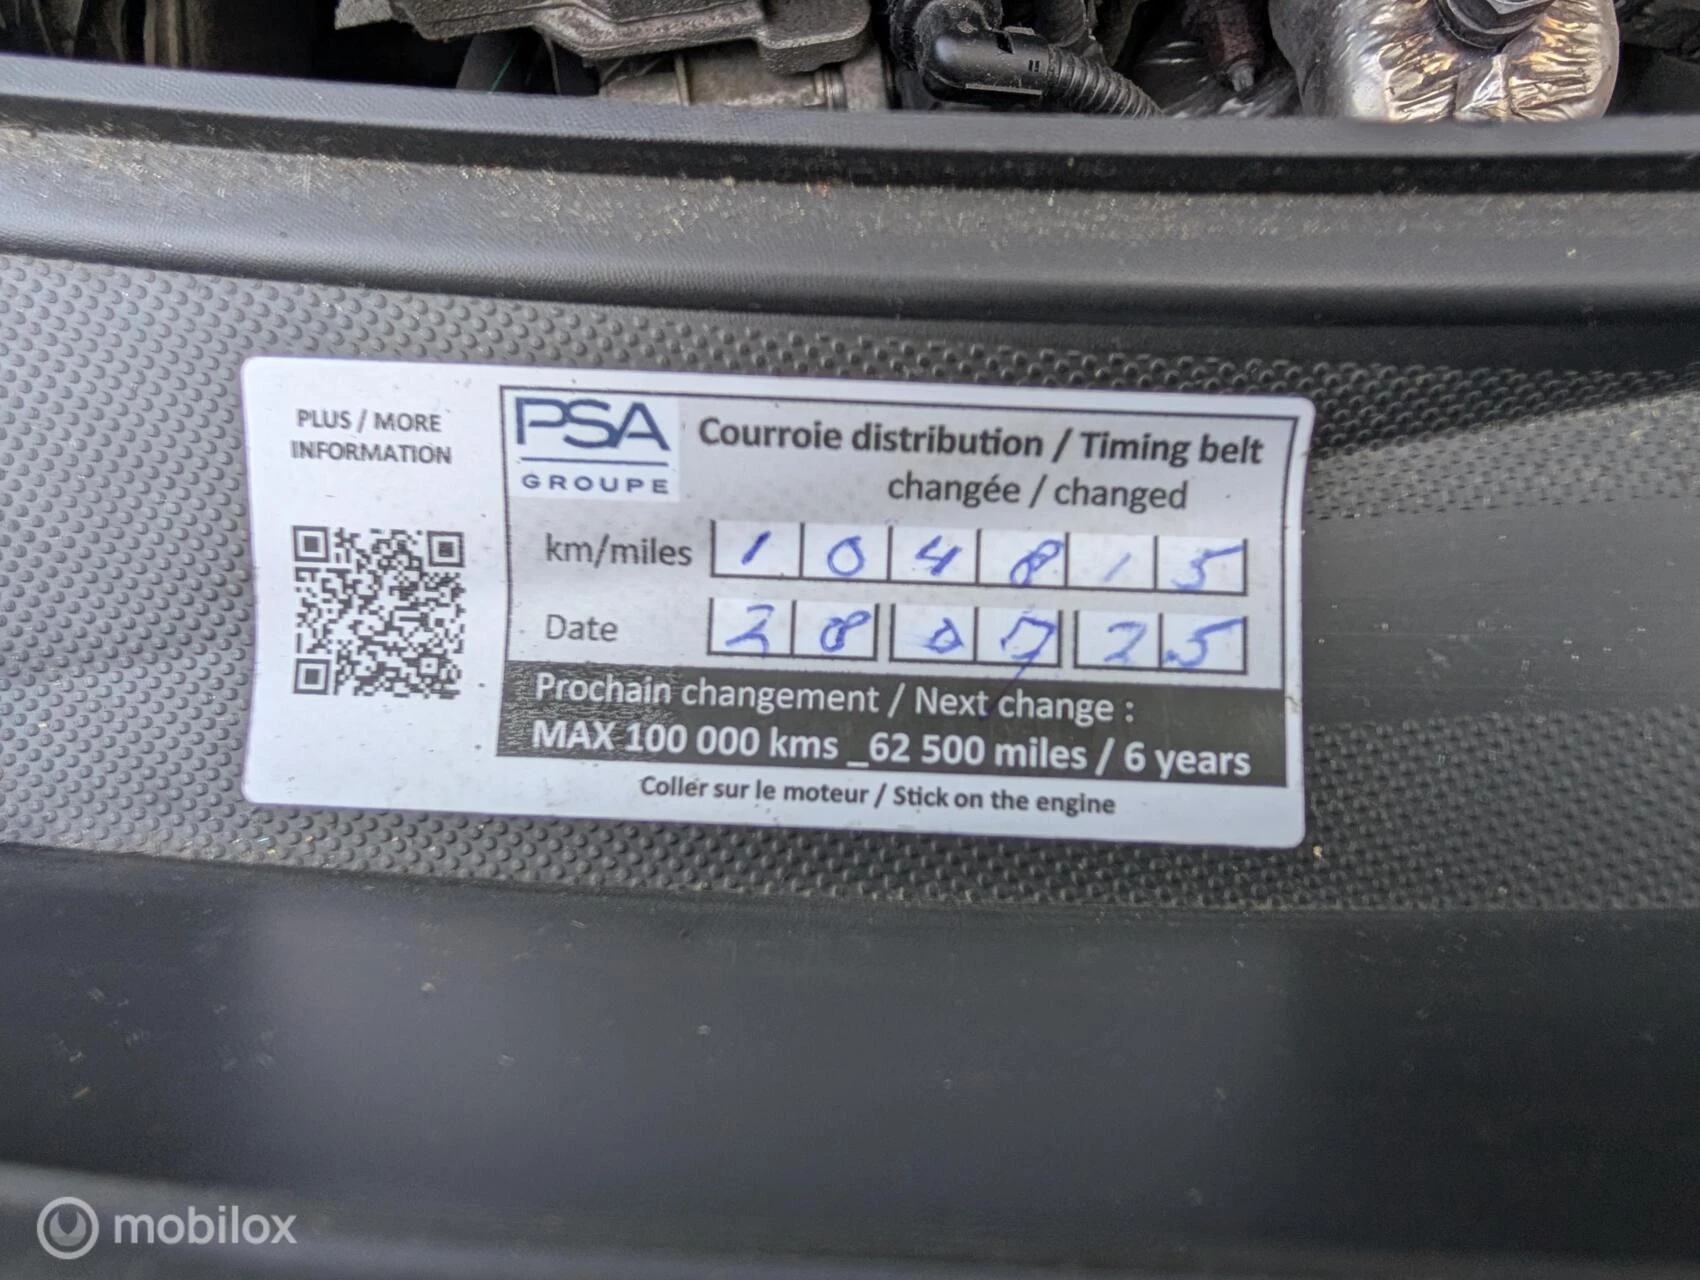 PLUS / MORE
INFORMATION
PSA
GROUPE
Courroie distribution / Timing belt
changée / changed
km/miles 1 0 4 8 1 5
Date 2 8 0 7 2 5
Prochain changement / Next change :
MAX 100 000 kms _62 500 miles / 6 years
Coller sur le moteur / Stick on the engine
mobilox